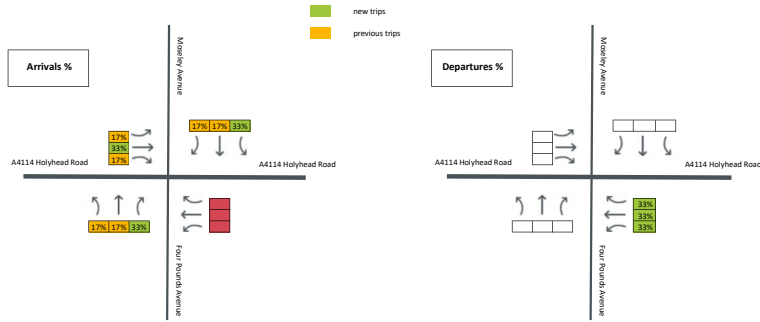 new trips
previous trips
Arrivals %
Moseley Avenue
17%
33%
17%
17% 17% 33%
A4114 Holyhead Road
A4114 Holyhead Road
17% 17% 33%
Four Pounds Avenue
Departures %
Moseley Avenue
A4114 Holyhead Road
A4114 Holyhead Road
33%
33%
33%
Four Pounds Avenue